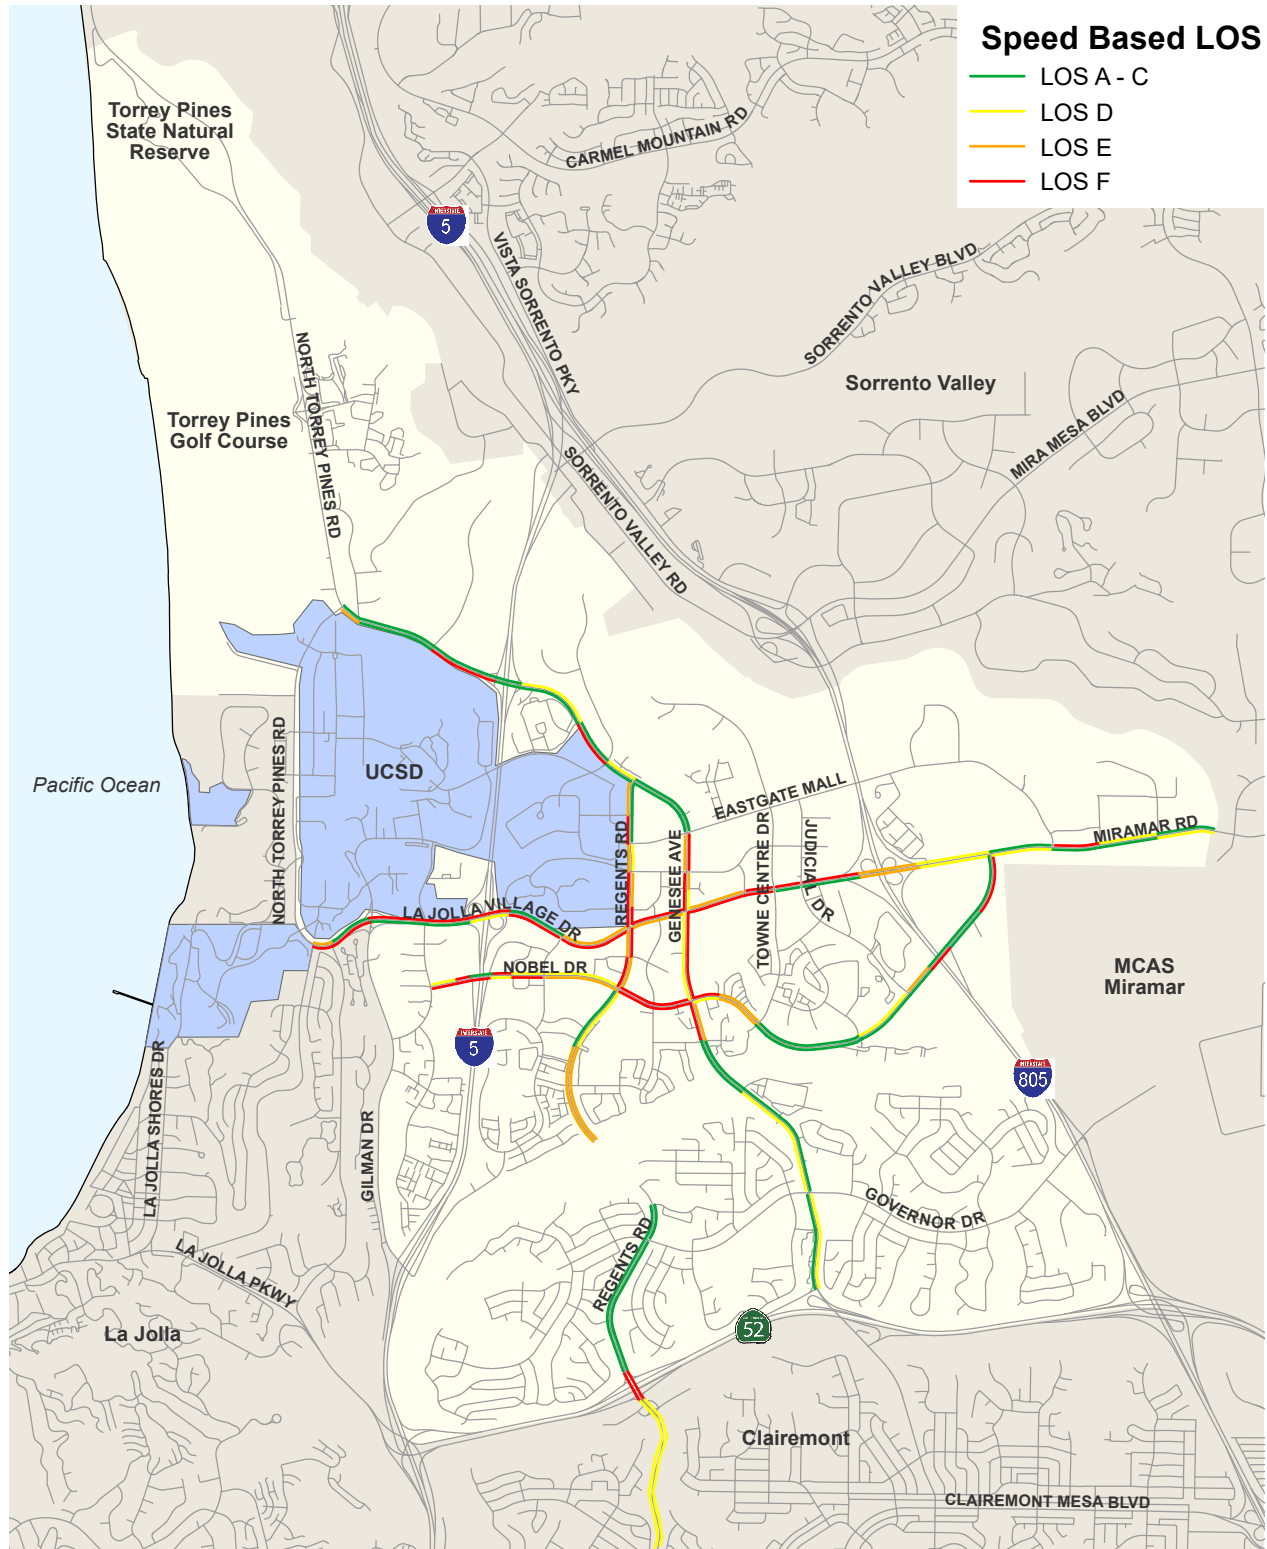 Speed Based LOS
LOS A - C
LOS D
LOS E
LOS F
Torrey Pines
State Natural
Reserve
CARMEL MOUNTAIN RD
INTERSTATE
5
VISTA SORRENTO PKY
SORRENTO VALLEY BLVD
NORTH TORREY PINES RD
Sorrento Valley
Torrey Pines
Golf Course
MIRA MESA BLVD
SORRENTO VALLEY RD
NORTH TORREY PINES RD
UCSD
Pacific Ocean
EASTGATE MALL
REGENTS RD
GENESEE AVE
TOWNE CENTRE DR
JUDICIAL DR
MIRAMAR RD
LA JOLLA VILLAGE DR
NOBEL DR
MCAS
Miramar
INTERSTATE
5
INTERSTATE
805
LA JOLLA SHORES DR
GILMAN DR
GOVERNOR DR
REGENTS RD
LA JOLLA PKWY
La Jolla
52
Clairemont
CLAIREMONT MESA BLVD